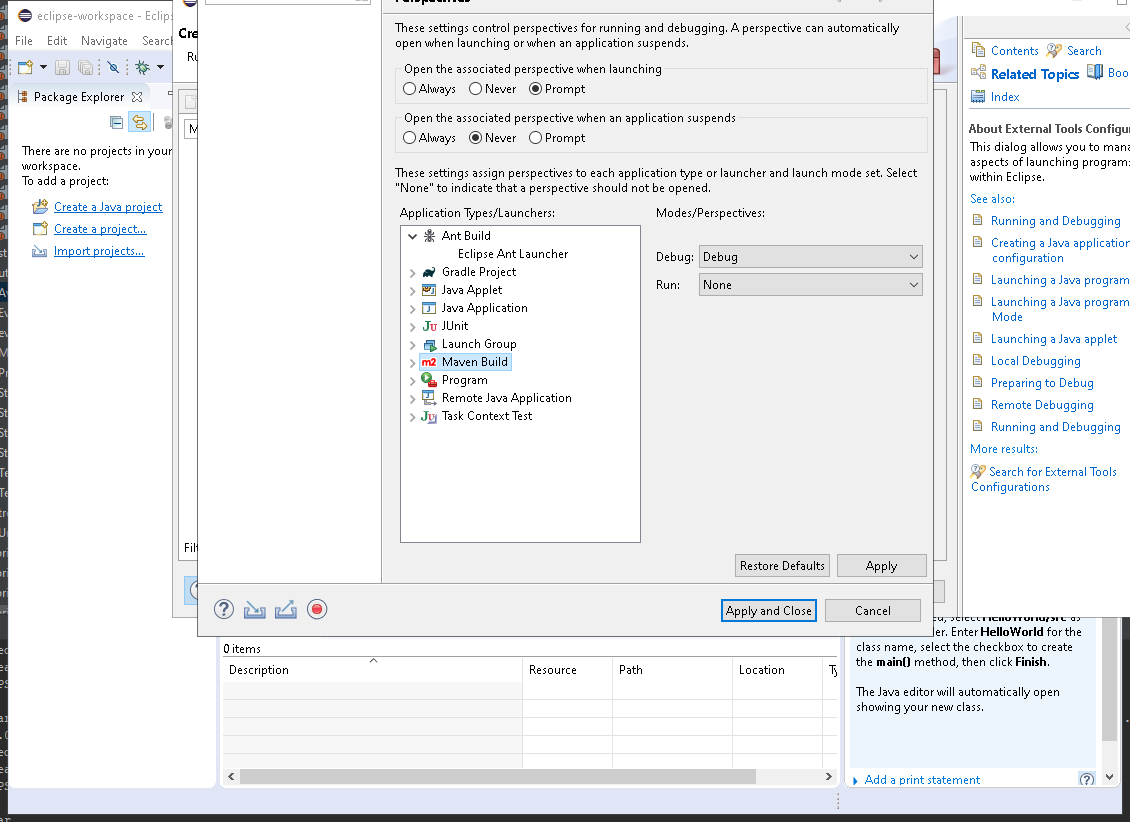 eclipse-workspace - Eclips
File Edit Navigate Search
Package Explorer
There are no projects in your
workspace.
To add a project:
Create a Java project
Create a project...
Import projects...
Cre
Ru
Filt
These settings control perspectives for running and debugging. A perspective can automatically
open when launching or when an application suspends.
Open the associated perspective when launching
Always Never Prompt
Open the associated perspective when an application suspends
Always Never Prompt
These settings assign perspectives to each application type or launcher and launch mode set. Select
"None" to indicate that a perspective should not be opened.
Application Types/Launchers:
Modes/Perspectives:
Ant Build
Eclipse Ant Launcher
Gradle Project
Java Applet
Java Application
JUnit
Launch Group
m2 Maven Build
Program
Remote Java Application
Task Context Test
Debug: Debug
Run: None
Restore Defaults Apply
Apply and Close Cancel
0 items
Description Resource Path Location Ty
Contents Search
Related Topics Boo
Index
About External Tools Configu
This dialog allows you to mana
aspects of launching program
within Eclipse.
See also:
Running and Debugging
Creating a Java application
configuration
Launching a Java program
Launching a Java program
Mode
Launching a Java applet
Local Debugging
Preparing to Debug
Remote Debugging
Running and Debugging
More results:
Search for External Tools
Configurations
select HelloWorld/src as
Enter HelloWorld for the
class name, select the checkbox to create
the main() method, then click Finish.
The Java editor will automatically open
showing your new class.
Add a print statement